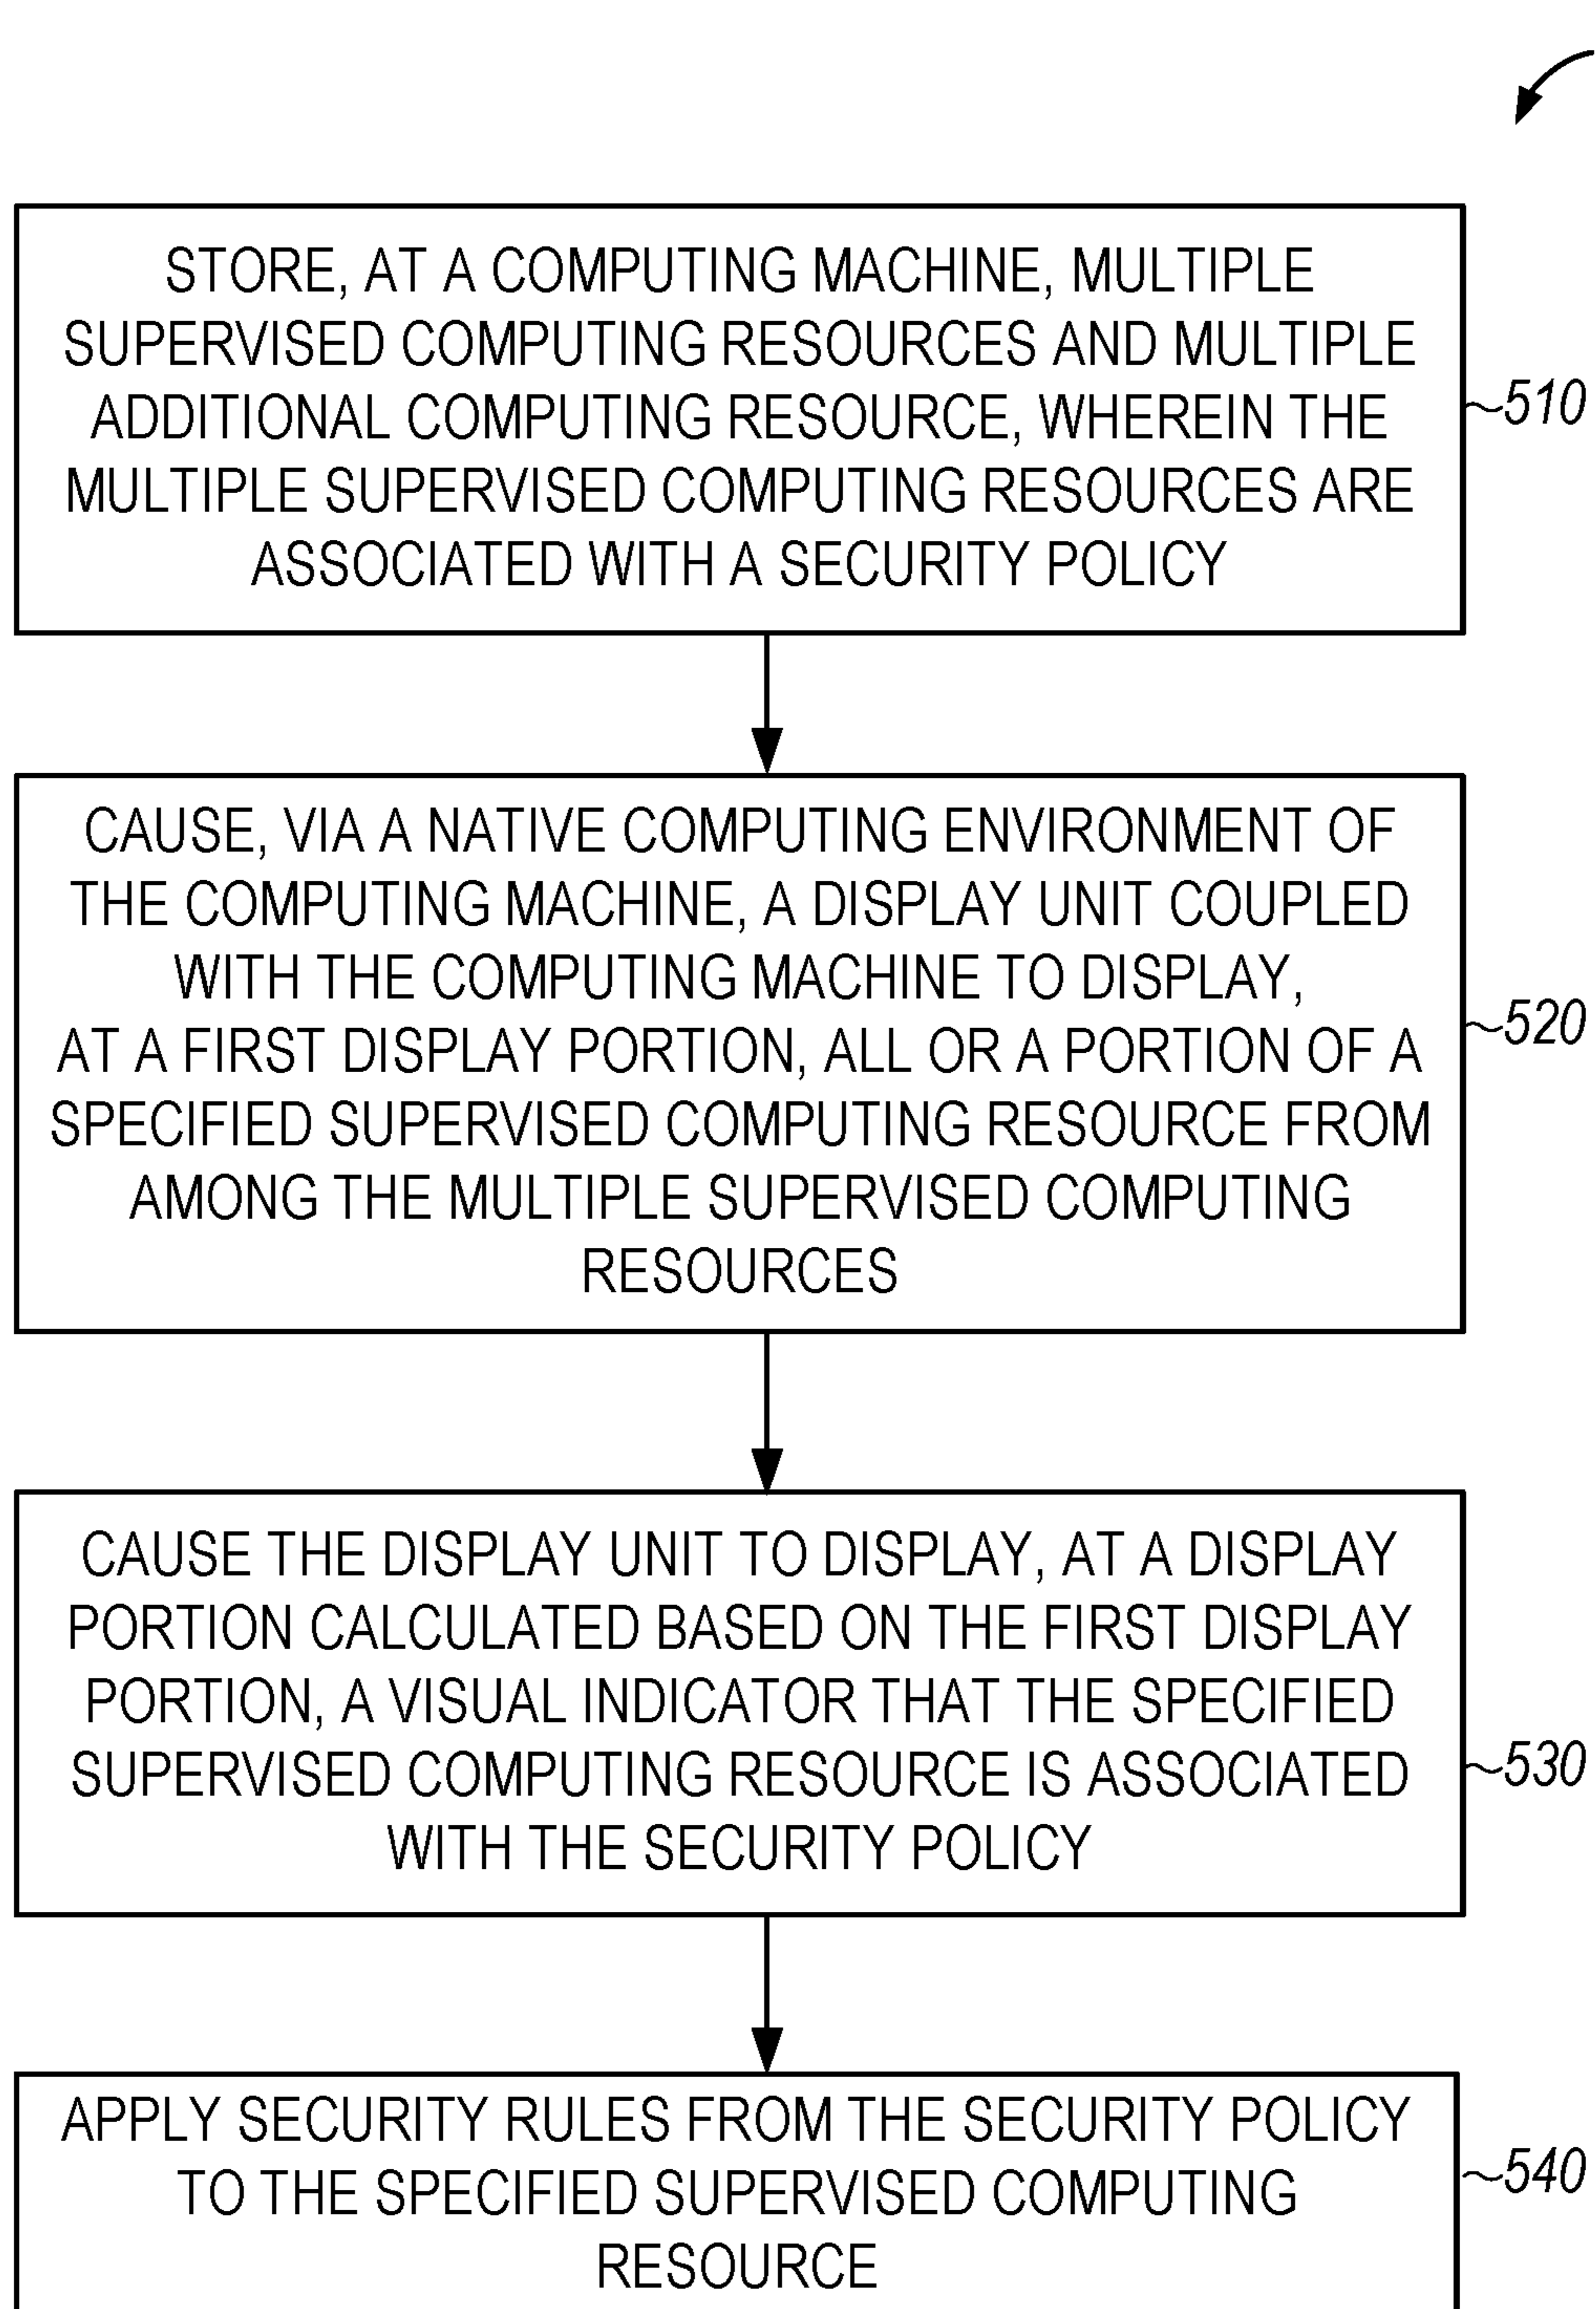 STORE, AT A COMPUTING MACHINE, MULTIPLE
SUPERVISED COMPUTING RESOURCES AND MULTIPLE
ADDITIONAL COMPUTING RESOURCE, WHEREIN THE
MULTIPLE SUPERVISED COMPUTING RESOURCES ARE
ASSOCIATED WITH A SECURITY POLICY
510
CAUSE, VIA A NATIVE COMPUTING ENVIRONMENT OF
THE COMPUTING MACHINE, A DISPLAY UNIT COUPLED
WITH THE COMPUTING MACHINE TO DISPLAY,
AT A FIRST DISPLAY PORTION, ALL OR A PORTION OF A
SPECIFIED SUPERVISED COMPUTING RESOURCE FROM
AMONG THE MULTIPLE SUPERVISED COMPUTING
RESOURCES
520
CAUSE THE DISPLAY UNIT TO DISPLAY, AT A DISPLAY
PORTION CALCULATED BASED ON THE FIRST DISPLAY
PORTION, A VISUAL INDICATOR THAT THE SPECIFIED
SUPERVISED COMPUTING RESOURCE IS ASSOCIATED
WITH THE SECURITY POLICY
530
APPLY SECURITY RULES FROM THE SECURITY POLICY
TO THE SPECIFIED SUPERVISED COMPUTING
RESOURCE
540